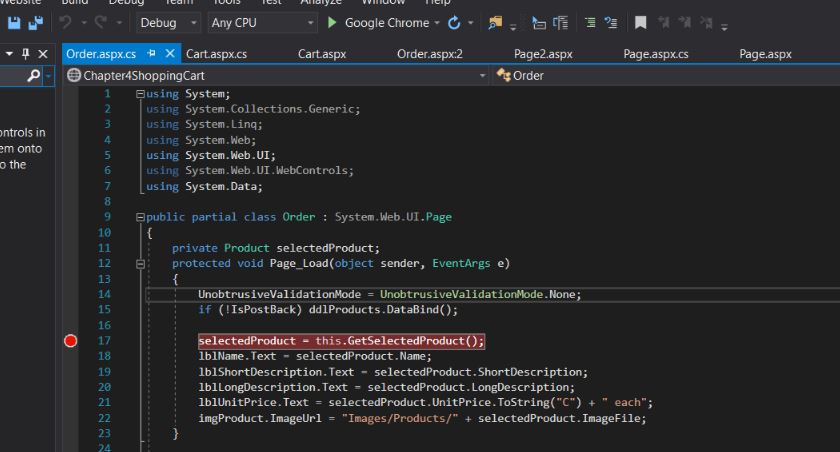 Website Build Debug Team Tools Test Analyze Window Help
Debug Any CPU Google Chrome
Order.aspx.cs Cart.aspx.cs Cart.aspx Order.aspx:2 Page2.aspx Page.aspx.cs Page.aspx
Chapter4ShoppingCart Order
ontrols in
em onto
o the
1 using System;
2 using System.Collections.Generic;
3 using System.Linq;
4 using System.Web;
5 using System.Web.UI;
6 using System.Web.UI.WebControls;
7 using System.Data;
8
9 public partial class Order : System.Web.UI.Page
10 {
11 private Product selectedProduct;
12 protected void Page_Load(object sender, EventArgs e)
13 {
14 UnobtrusiveValidationMode = UnobtrusiveValidationMode.None;
15 if (!IsPostBack) ddlProducts.DataBind();
16
17 selectedProduct = this.GetSelectedProduct();
18 lblName.Text = selectedProduct.Name;
19 lblShortDescription.Text = selectedProduct.ShortDescription;
20 lblLongDescription.Text = selectedProduct.LongDescription;
21 lblUnitPrice.Text = selectedProduct.UnitPrice.ToString("C") + " each";
22 imgProduct.ImageUrl = "Images/Products/" + selectedProduct.ImageFile;
23 }
24